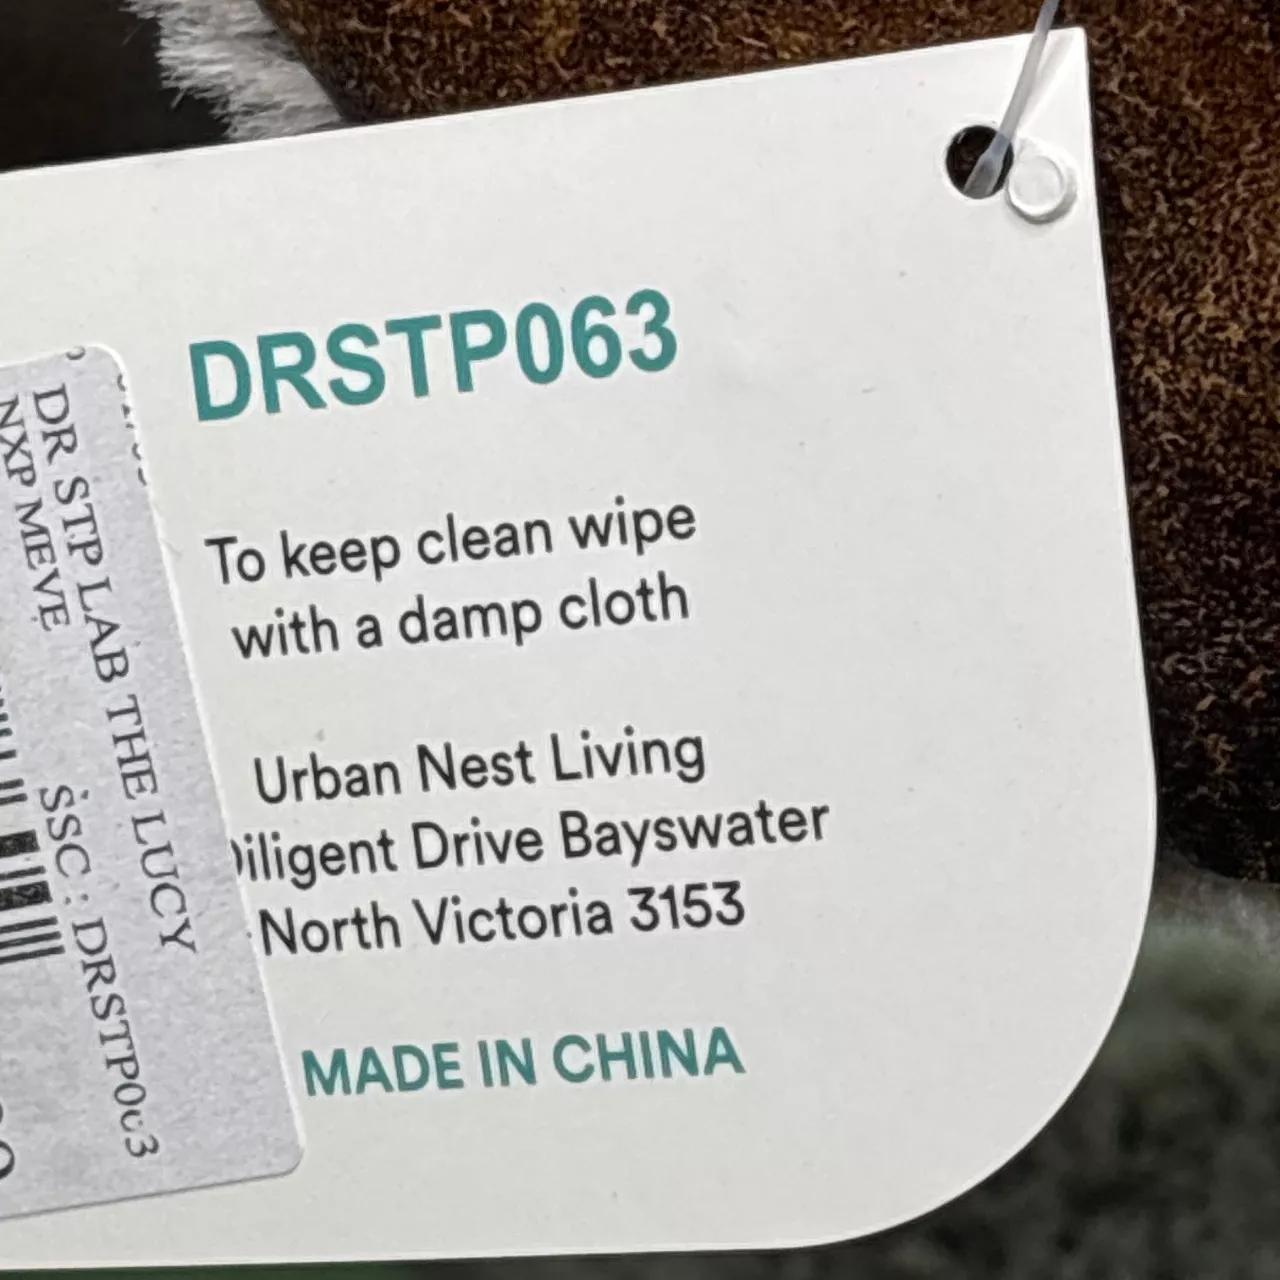 DRSTP063
To keep clean wipe
with a damp cloth
Urban Nest Living
Diligent Drive Bayswater
North Victoria 3153
MADE IN CHINA
DR STP LAB THE LUCY
NXP MEVE
SSC : DRSTP063